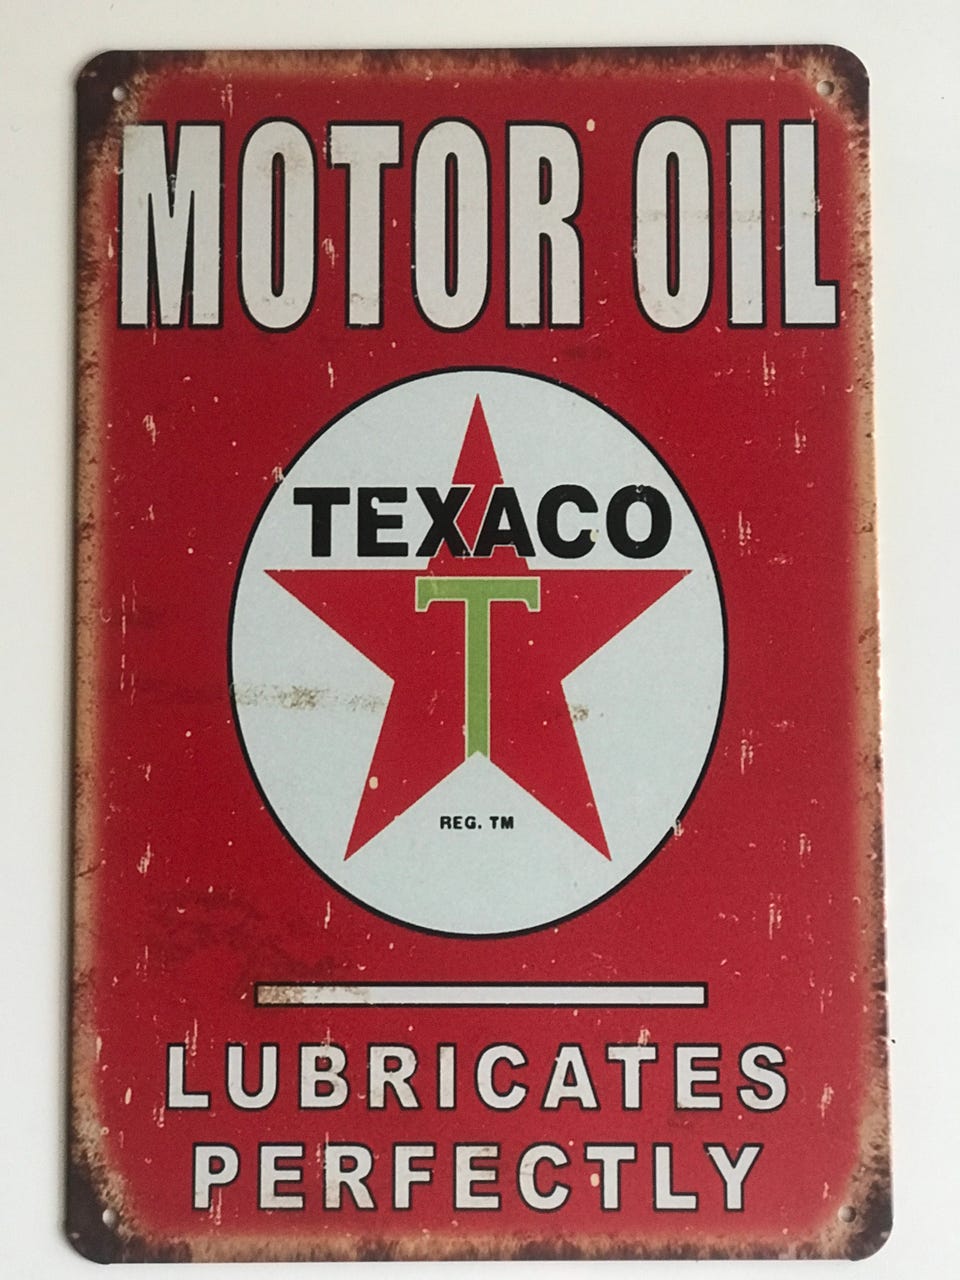 MOTOR OIL
TEXACO
T
REG. TM
LUBRICATES
PERFECTLY